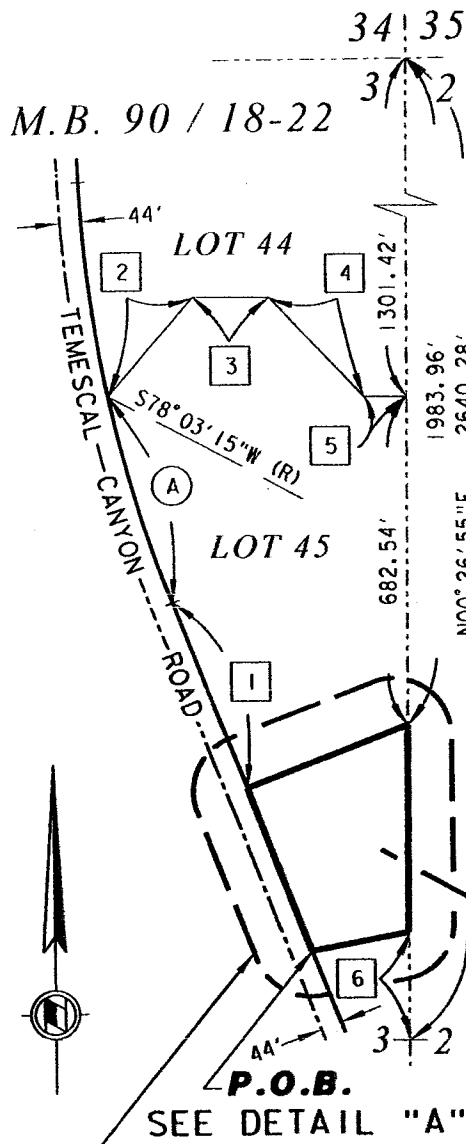 34 35
3 2
M.B. 90 / 18-22
44'
LOT 44
2
4
3
1301.42'
1983.96'
2640.28'
N00°26'55"E
TEMESCAL CANYON ROAD
S78°03'15"W (R)
5
A
LOT 45
682.54'
1
6
3 2
44'
P.O.B.
SEE DETAIL "A"